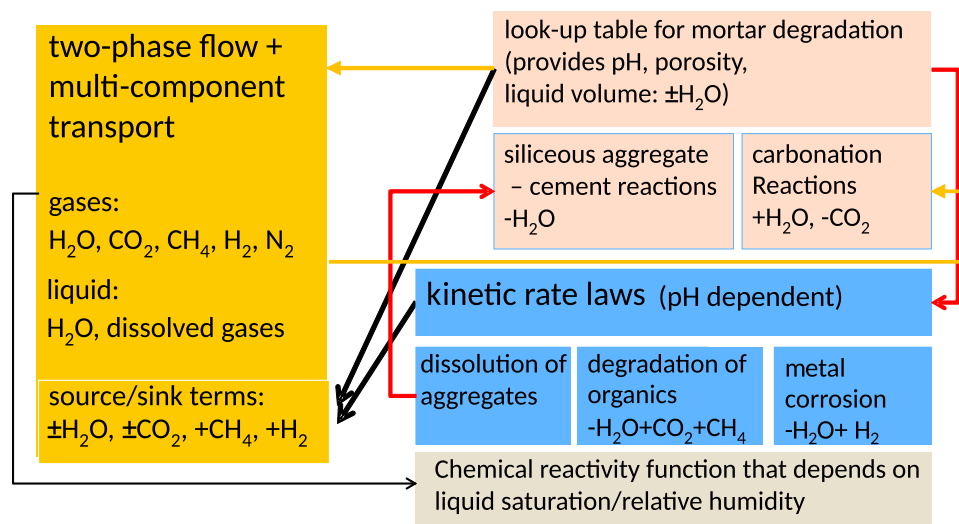 two-phase flow +
multi-component
transport
gases:
H₂O, CO₂, CH₄, H₂, N₂
liquid:
H₂O, dissolved gases
source/sink terms:
±H₂O, ±CO₂, +CH₄, +H₂
look-up table for mortar degradation
(provides pH, porosity,
liquid volume: ±H₂O)
siliceous aggregate
– cement reactions
-H₂O
carbonation
Reactions
+H₂O, -CO₂
kinetic rate laws (pH dependent)
dissolution of
aggregates
degradation of
organics
-H₂O+CO₂+CH₄
metal
corrosion
-H₂O+ H₂
Chemical reactivity function that depends on
liquid saturation/relative humidity